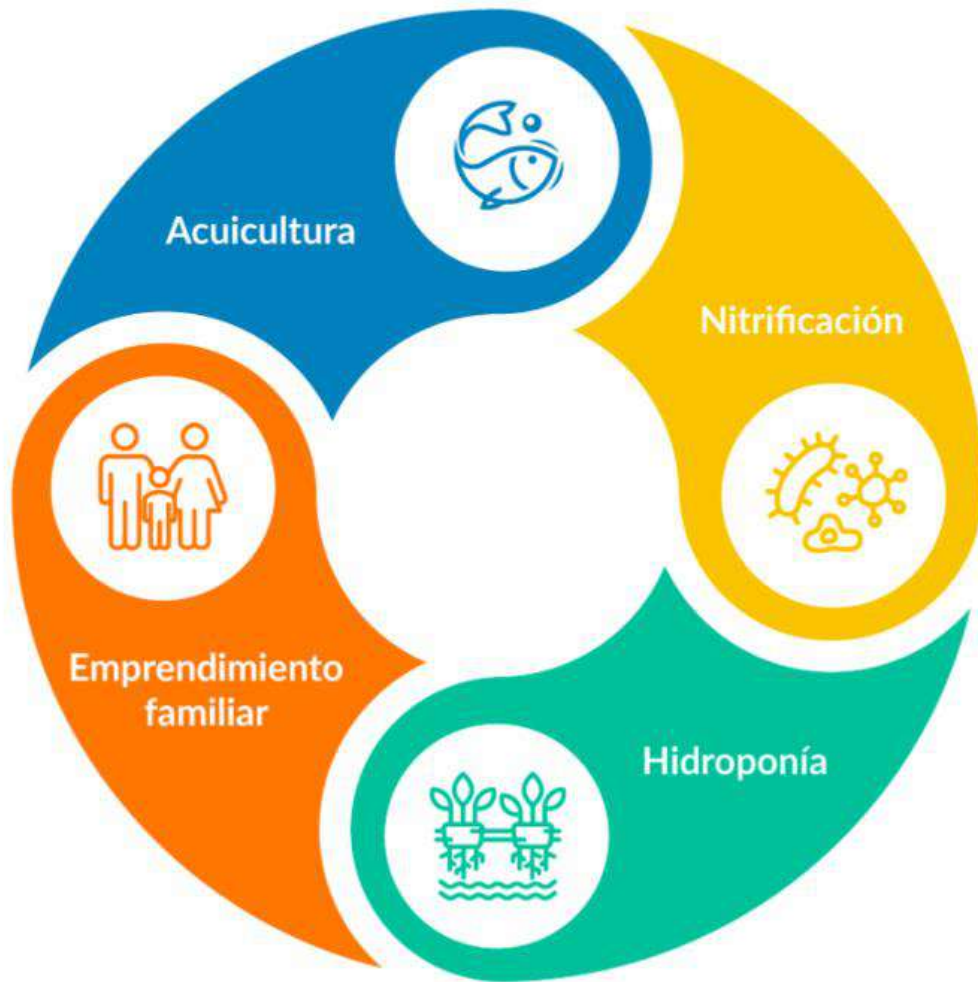 Acuicultura
Nitrificación
Emprendimiento
familiar
Hidroponía